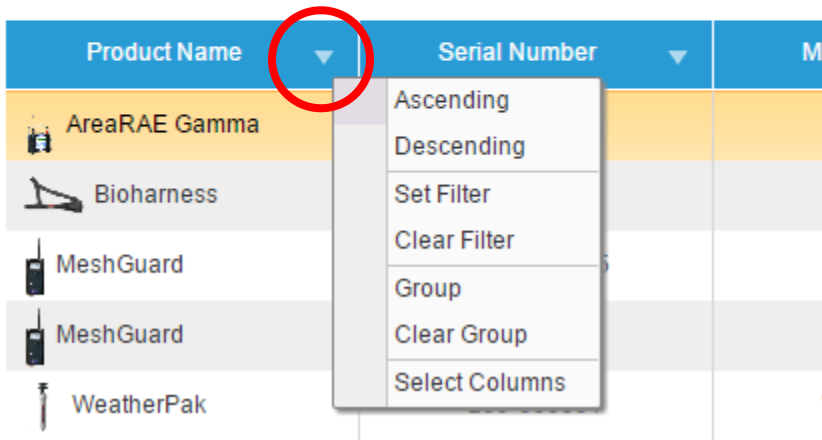 Product Name
Serial Number
M
AreaRAE Gamma
Bioharness
MeshGuard
MeshGuard
WeatherPak
Ascending
Descending
Set Filter
Clear Filter
Group
Clear Group
Select Columns